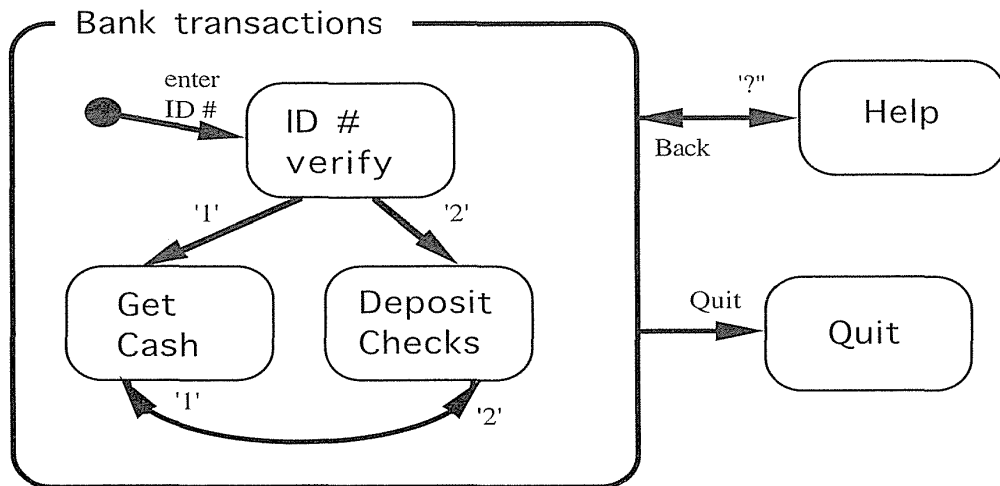 Bank transactions
enter
ID #
ID #
verify
'?"
Help
Back
'1'
'2'
Get
Cash
Deposit
Checks
Quit
Quit
'1'
'2'